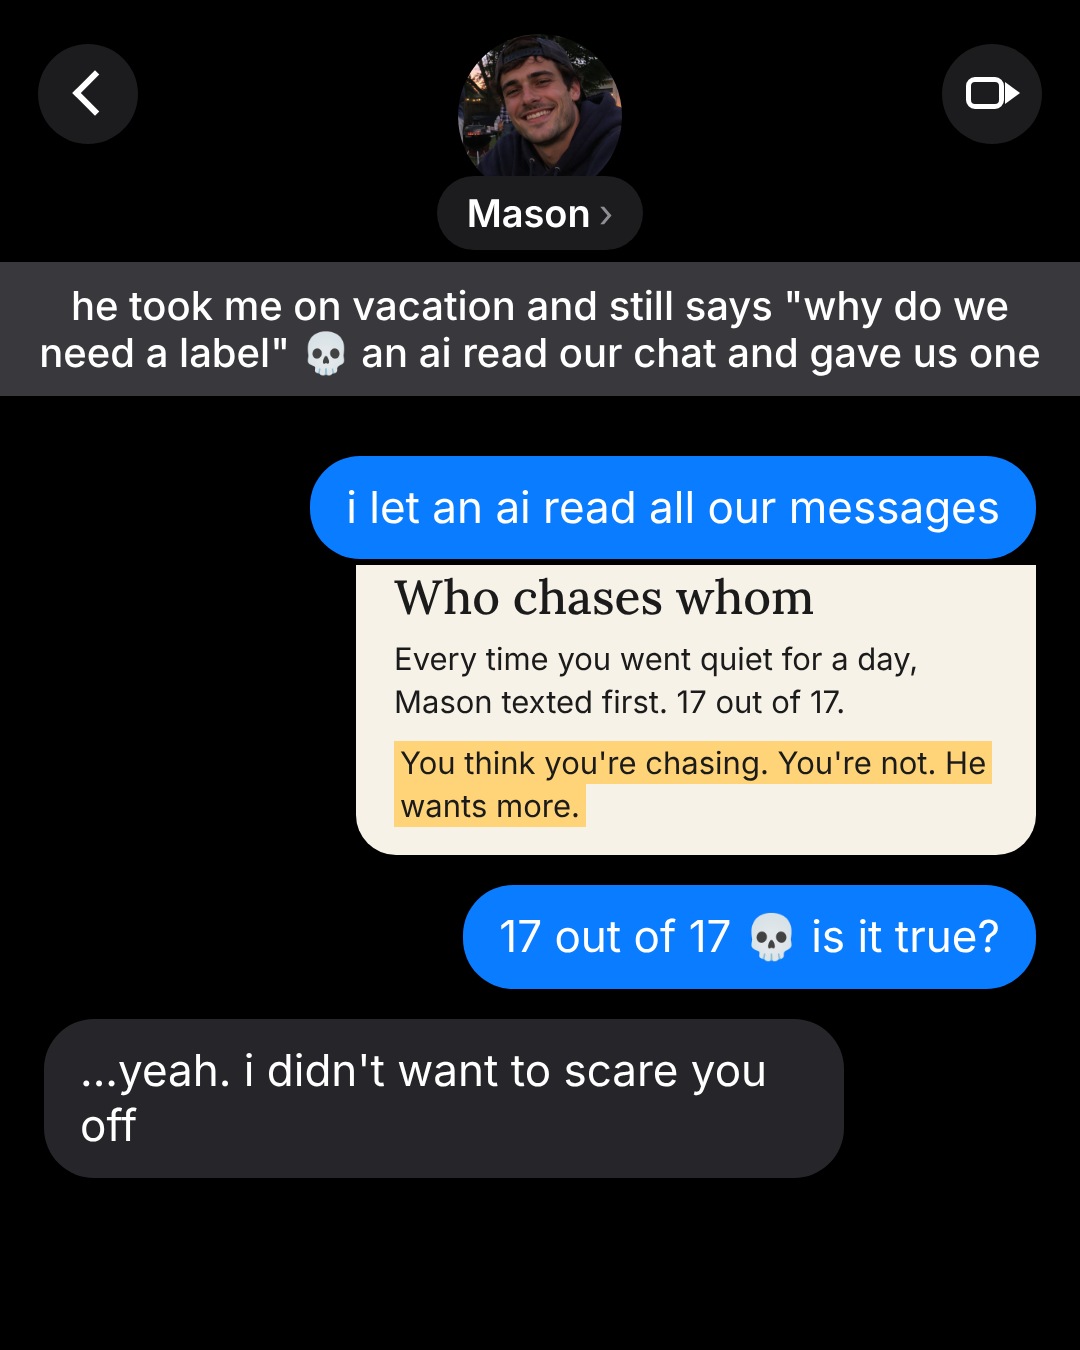 Mason ›
he took me on vacation and still says "why do we
need a label" 💀 an ai read our chat and gave us one
i let an ai read all our messages
Who chases whom
Every time you went quiet for a day,
Mason texted first. 17 out of 17.
You think you're chasing. You're not. He
wants more.
17 out of 17 💀 is it true?
...yeah. i didn't want to scare you
off